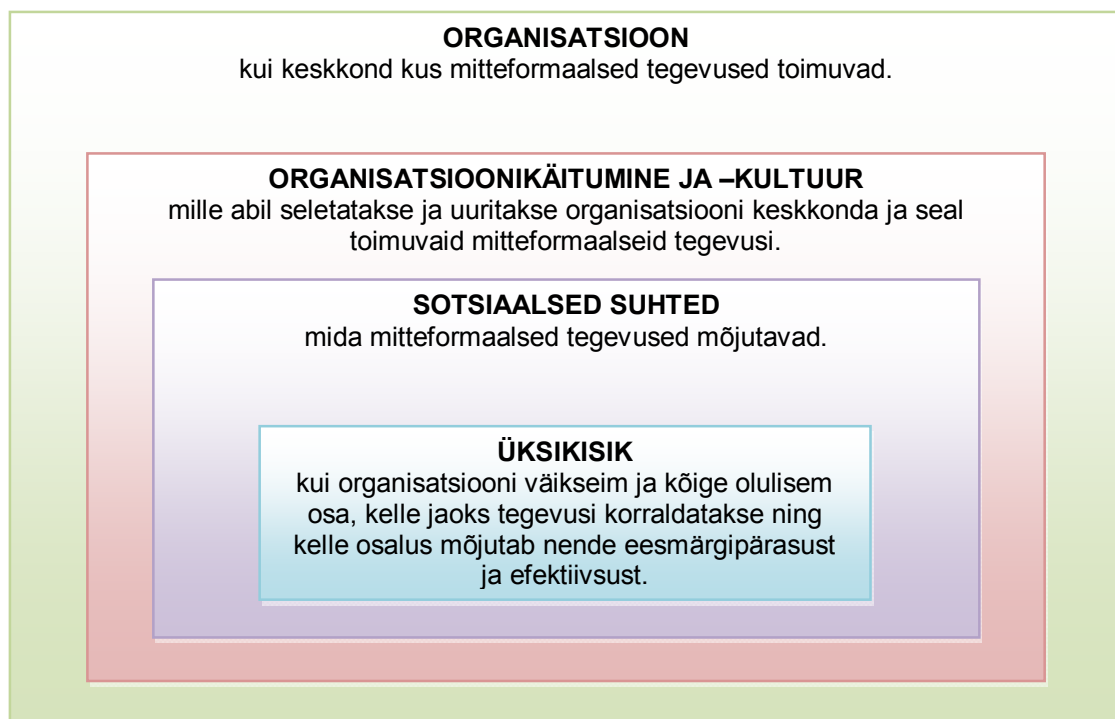 ORGANISATSIOON
kui keskkond kus mitteformaalsed tegevused toimuvad.
ORGANISATSIOONIKÄITUMINE JA –KULTUUR
mille abil seletatakse ja uuritakse organisatsiooni keskkonda ja seal
toimuvaid mitteformaalseid tegevusi.
SOTSIAALSED SUHTED
mida mitteformaalsed tegevused mõjutavad.
ÜKSIKISIK
kui organisatsiooni väikseim ja kõige olulisem
osa, kelle jaoks tegevusi korraldatakse ning
kelle osalus mõjutab nende eesmärgipärasust
ja efektiivsust.